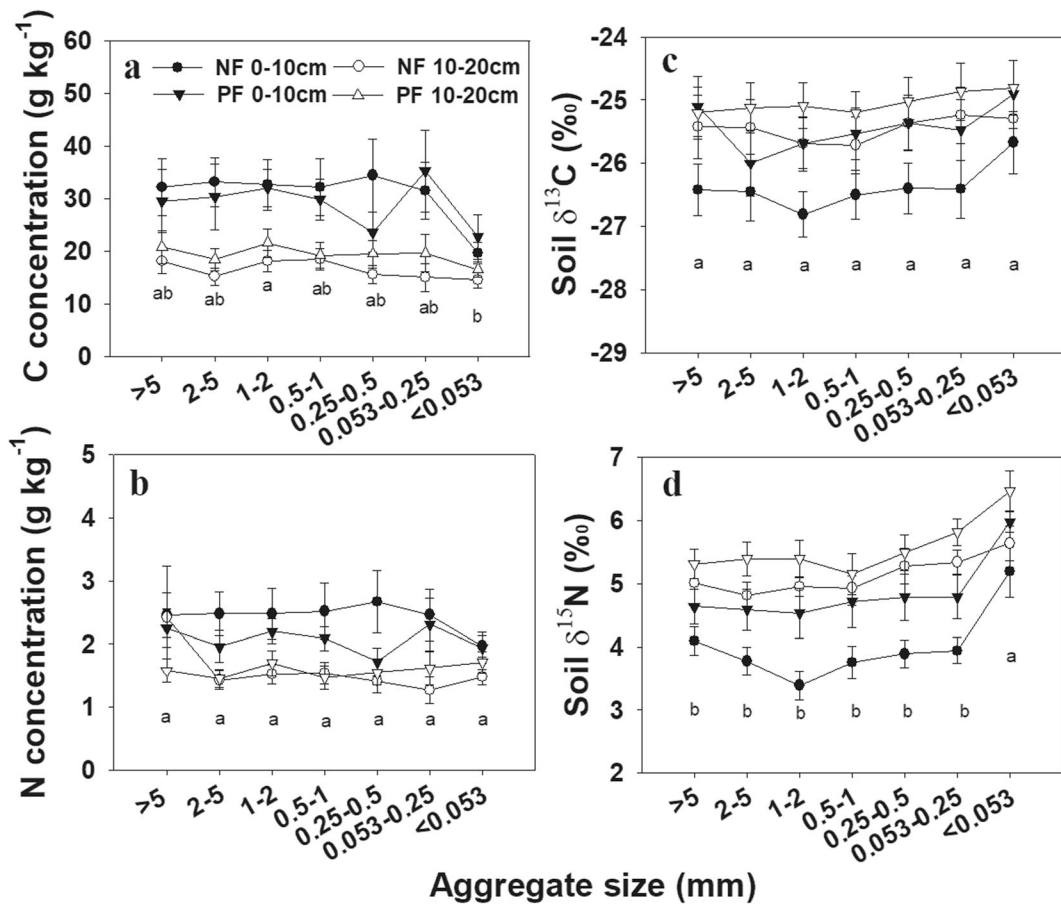 a
NF 0-10cm NF 10-20cm
PF 0-10cm PF 10-20cm
C concentration (g kg⁻¹)
60
50
40
30
20
10
0
ab ab a ab ab ab b
>5 2-5 1-2 0.5-1 0.25-0.5 0.053-0.25 <0.053
c
Soil δ¹³C (‰)
-24
-25
-26
-27
-28
-29
a a a a a a a
>5 2-5 1-2 0.5-1 0.25-0.5 0.053-0.25 <0.053
b
N concentration (g kg⁻¹)
5
4
3
2
1
0
a a a a a a a
>5 2-5 1-2 0.5-1 0.25-0.5 0.053-0.25 <0.053
d
Soil δ¹⁵N (‰)
7
6
5
4
3
2
b b b b b b a
>5 2-5 1-2 0.5-1 0.25-0.5 0.053-0.25 <0.053
Aggregate size (mm)